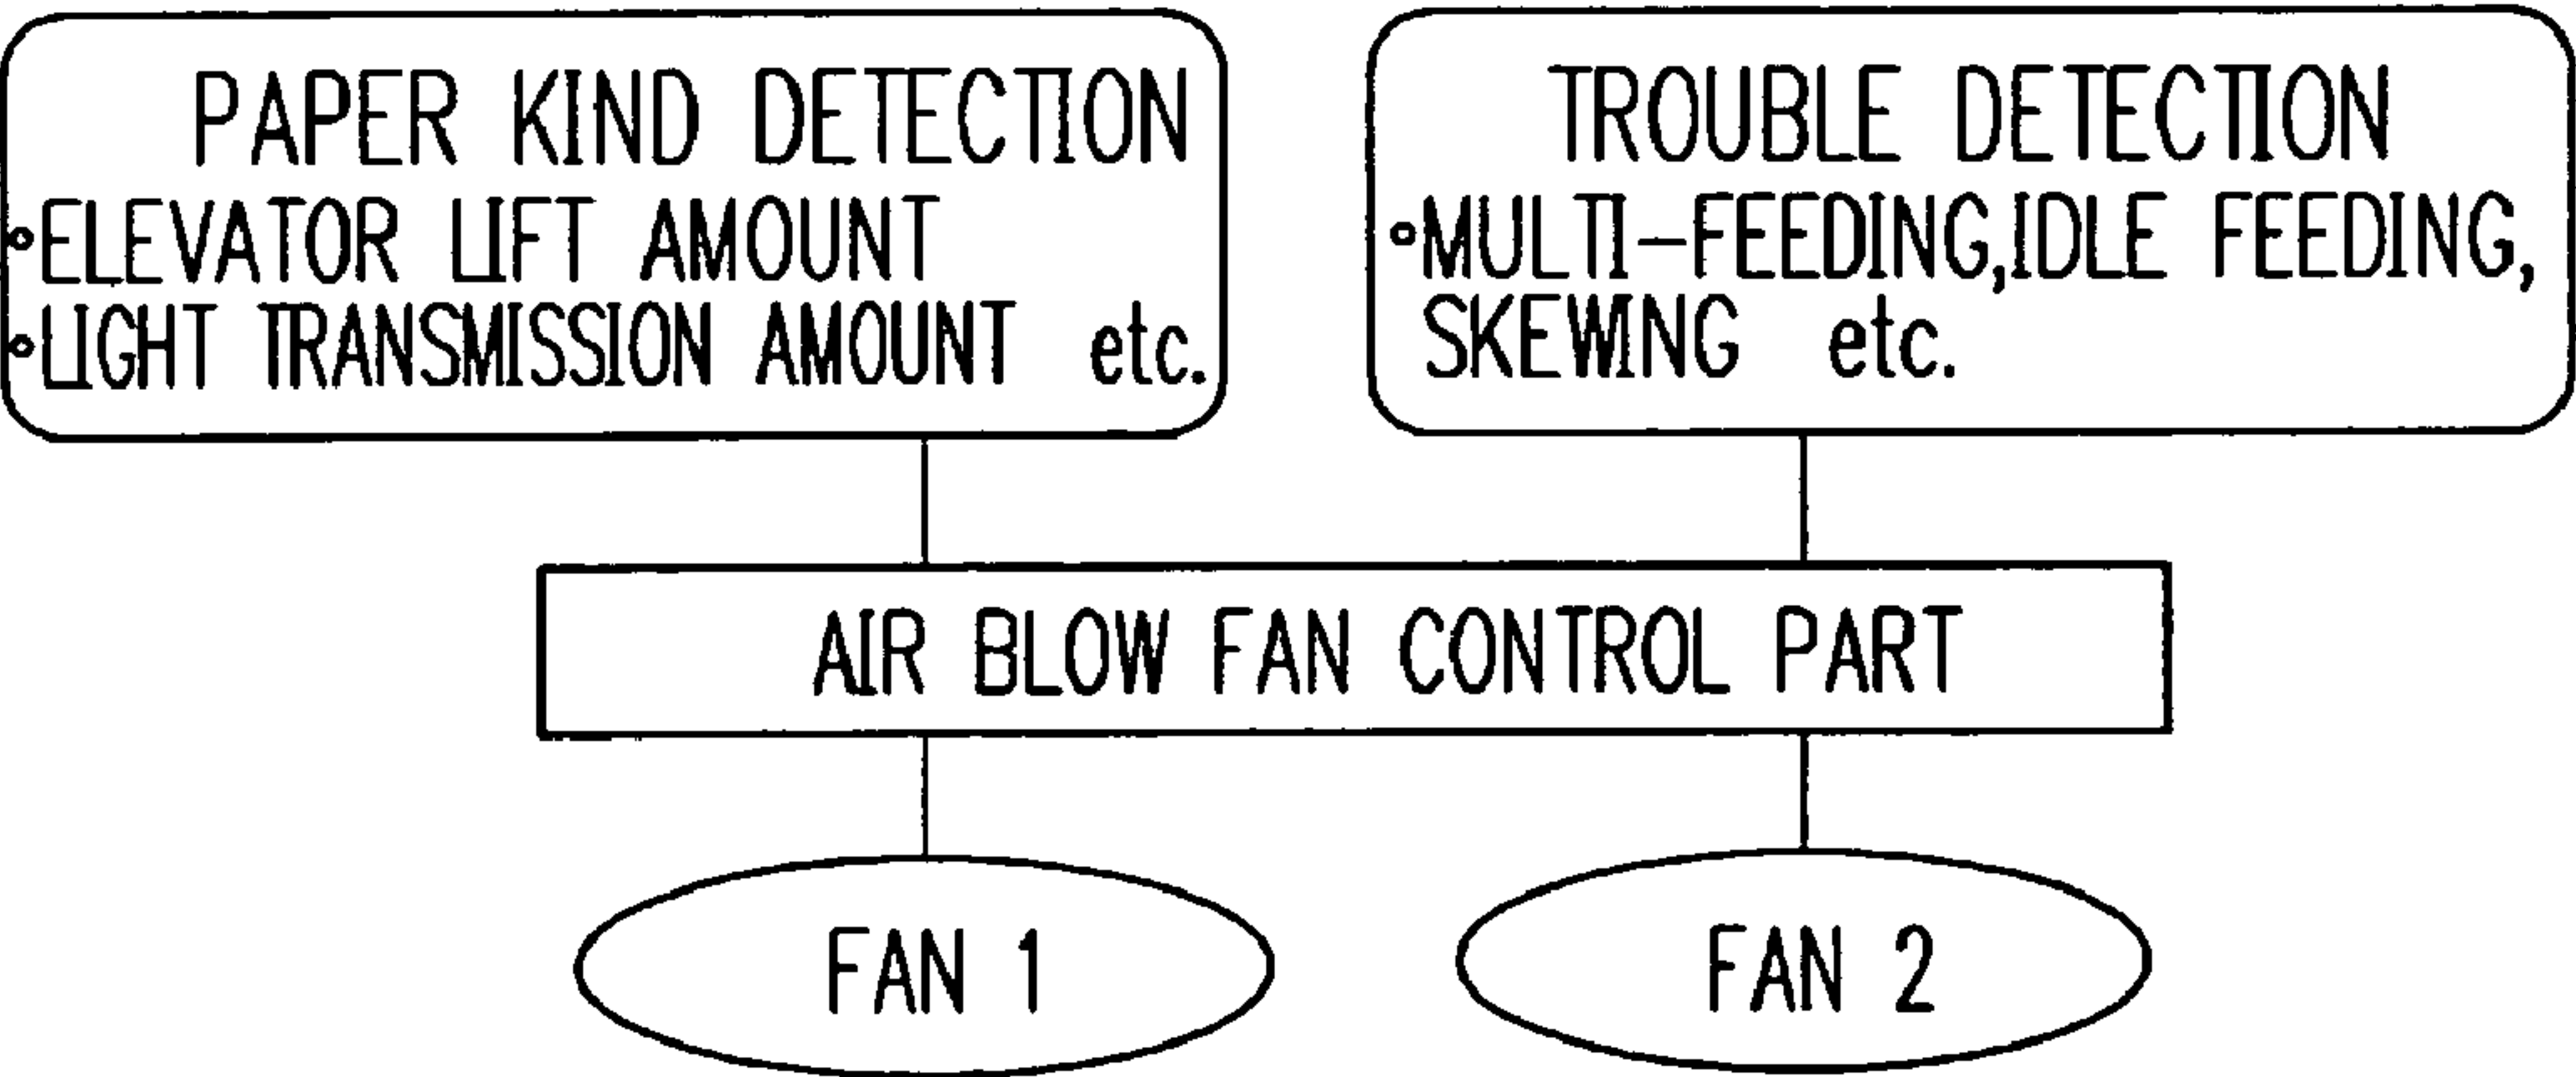 PAPER KIND DETECTION
∘ELEVATOR LIFT AMOUNT
∘LIGHT TRANSMISSION AMOUNT etc.
TROUBLE DETECTION
∘MULTI-FEEDING,IDLE FEEDING,
SKEWING etc.
AIR BLOW FAN CONTROL PART
FAN 1
FAN 2